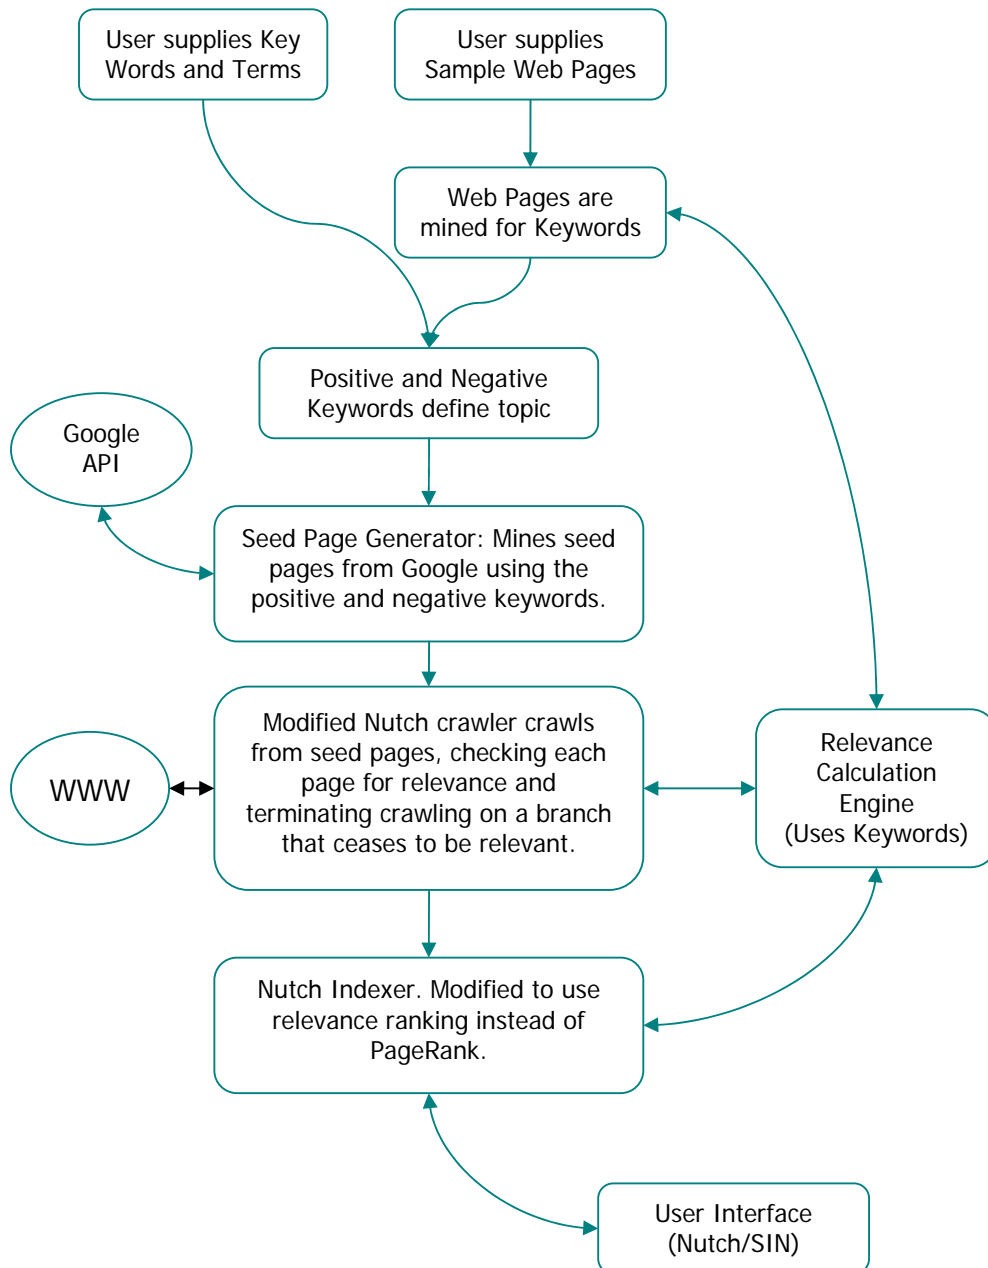 User supplies Key
Words and Terms
User supplies
Sample Web Pages
Web Pages are
mined for Keywords
Positive and Negative
Keywords define topic
Google
API
Seed Page Generator: Mines seed
pages from Google using the
positive and negative keywords.
Modified Nutch crawler crawls
from seed pages, checking each
page for relevance and
terminating crawling on a branch
that ceases to be relevant.
WWW
Relevance
Calculation
Engine
(Uses Keywords)
Nutch Indexer. Modified to use
relevance ranking instead of
PageRank.
User Interface
(Nutch/SIN)